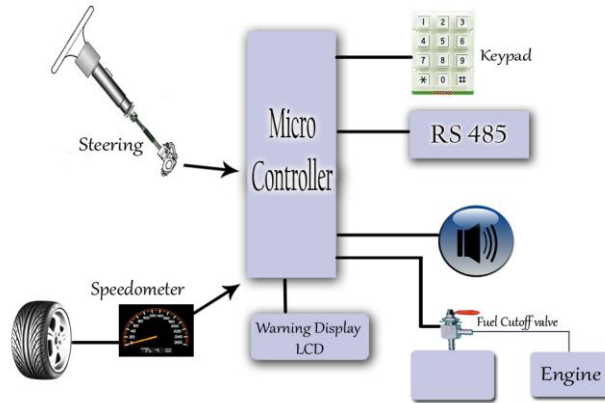 1 2 3
4 5 6
7 8 9
* 0 #
Keypad
Steering
Micro
Controller
RS 485
Speedometer
Warning Display
LCD
Fuel Cutoff valve
Engine